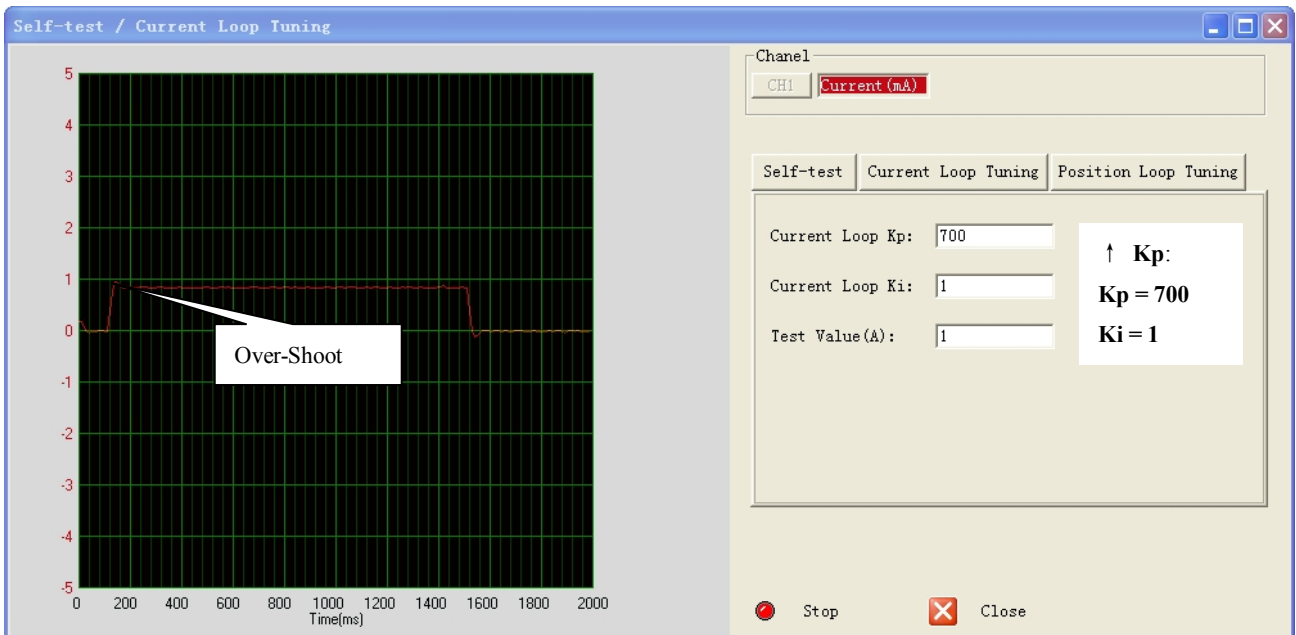 Self-test / Current Loop Tuning
5
4
3
2
1
0
-1
-2
-3
-4
-5
0 200 400 600 800 1000 1200 1400 1600 1800 2000
Time(ms)
Over-Shoot
Chanel
CH1 Current(mA)
Self-test Current Loop Tuning Position Loop Tuning
Current Loop Kp: 700
Current Loop Ki: 1
Test Value(A): 1
↑ Kp:
Kp = 700
Ki = 1
Stop Close